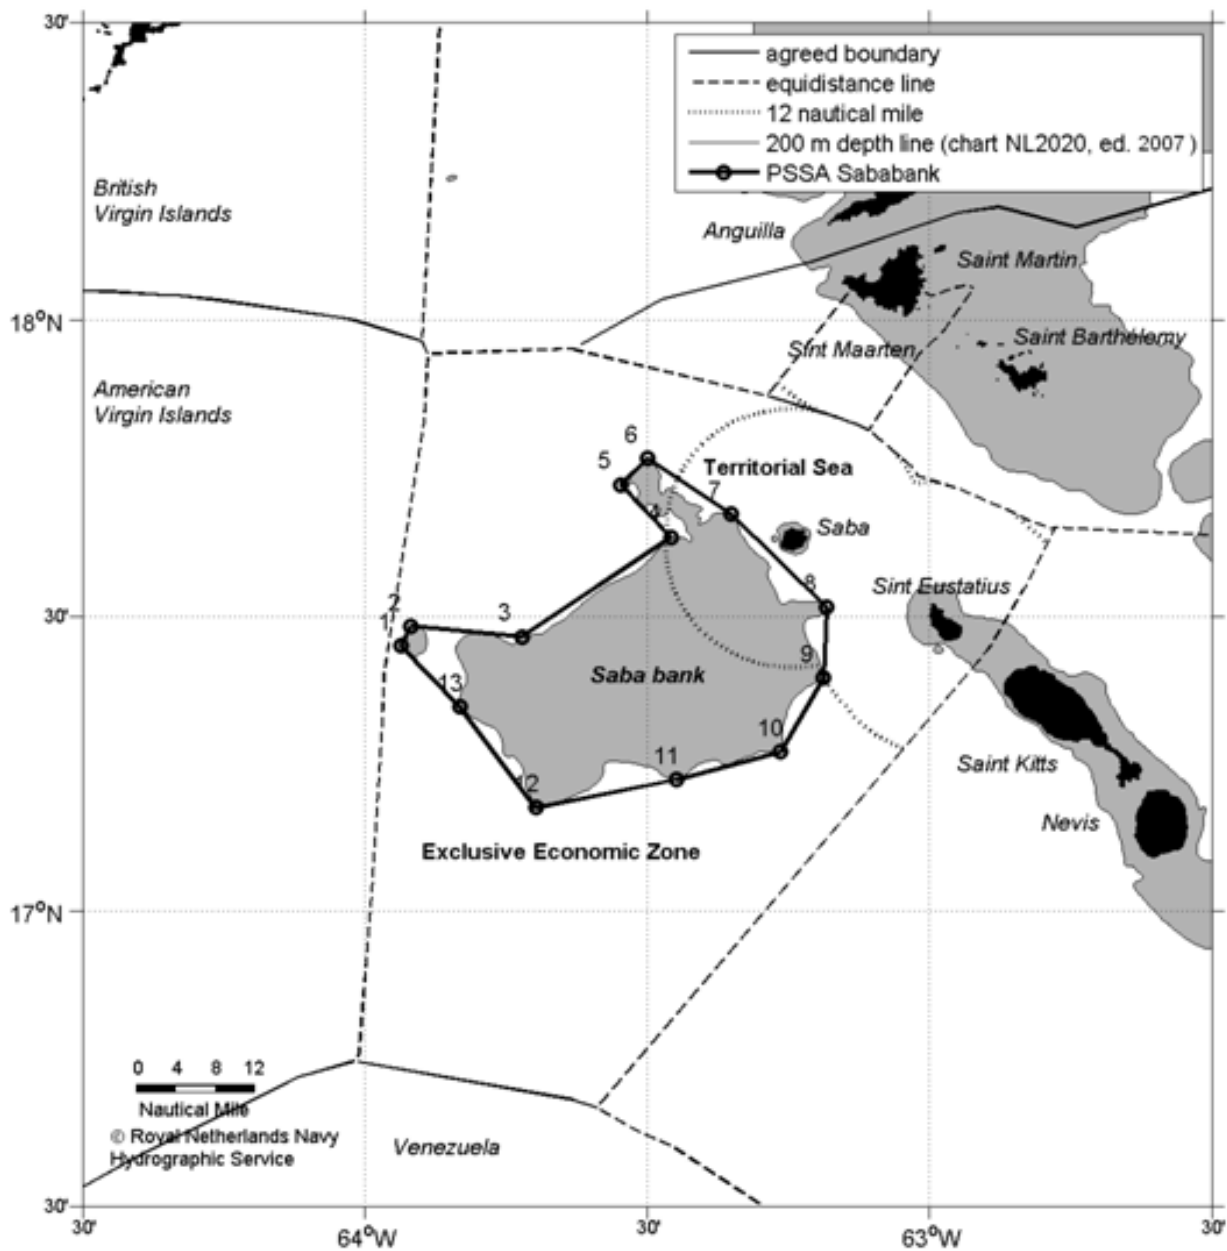 30'
agreed boundary
equidistance line
12 nautical mile
200 m depth line (chart NL2020, ed. 2007 )
PSSA Sababank
British
Virgin Islands
Anguilla
Saint Martin
18°N
Sint Maarten
Saint Barthélemy
American
Virgin Islands
6
5
Territorial Sea
7
4
Saba
8
Sint Eustatius
30'
2
1
3
9
Saba bank
13
10
11
12
Saint Kitts
Nevis
Exclusive Economic Zone
17°N
0 4 8 12
Nautical Mile
© Royal Netherlands Navy
Hydrographic Service
Venezuela
30'
30' 64°W 30' 63°W 30'